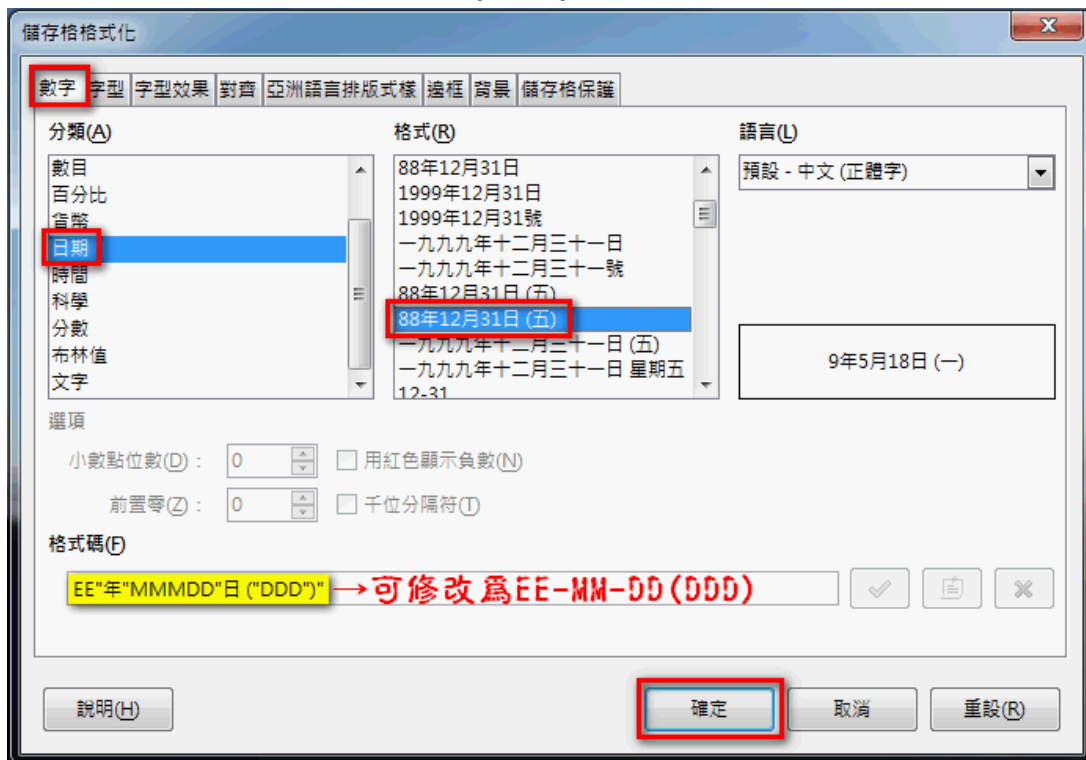 儲存格格式化
數字 字型 字型效果 對齊 亞洲語言排版式樣 邊框 背景 儲存格保護
分類(A)
數目
百分比
貨幣
日期
時間
科學
分數
布林值
文字
格式(R)
88年12月31日
1999年12月31日
1999年12月31號
一九九九年十二月三十一日
一九九九年十二月三十一號
88年12月31日 (五)
88年12月31日 (五)
一九九九年十二月三十一日 (五)
一九九九年十二月三十一日 星期五
12-31
語言(L)
預設 - 中文 (正體字)
9年5月18日 (一)
選項
小數點位數(D)： 0 用紅色顯示負數(N)
前置零(Z)： 0 千位分隔符(T)
格式碼(F)
EE"年"MMMDD"日 ("DDD")" →可修改為EE-MM-DD(DDD)
說明(H) 確定 取消 重設(R)